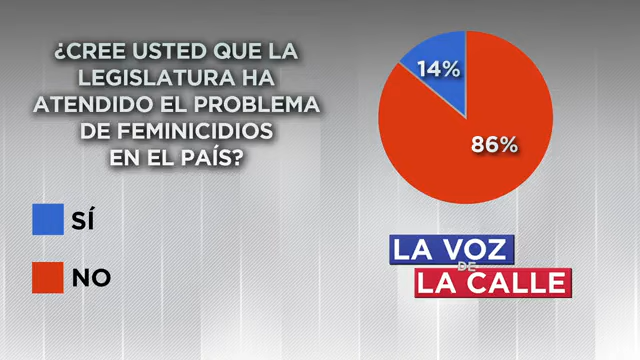 ¿CREE USTED QUE LA
LEGISLATURA HA
ATENDIDO EL PROBLEMA
DE FEMINICIDIOS
EN EL PAÍS?
SÍ
NO
14%
86%
LA VOZ
DE
LA CALLE